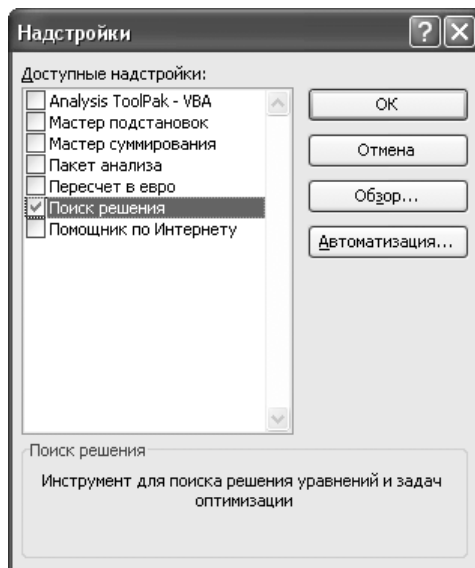 Надстройки
Доступные надстройки:
Analysis ToolPak - VBA
Мастер подстановок
Мастер суммирования
Пакет анализа
Пересчет в евро
Поиск решения
Помощник по Интернету
ОК
Отмена
Обзор...
Автоматизация...
Поиск решения
Инструмент для поиска решения уравнений и задач
оптимизации